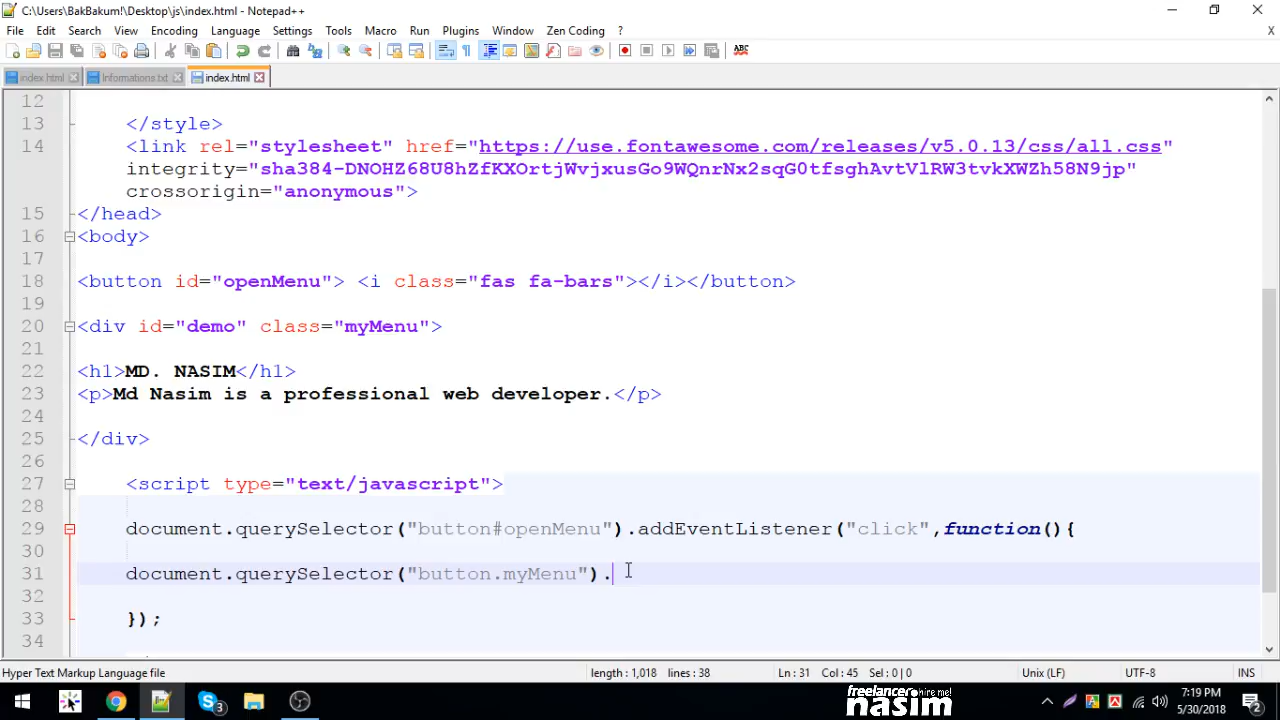 C:\Users\BakBakum!\Desktop\js\index.html - Notepad++
File Edit Search View Encoding Language Settings Tools Macro Run Plugins Window Zen Coding ? X
ABC
index.html Informations.txt index.html
12
13 </style>
14 <link rel="stylesheet" href="https://use.fontawesome.com/releases/v5.0.13/css/all.css"
integrity="sha384-DNOHZ68U8hZfKXOrtjWvjxusGo9WQnrNx2sqG0tfsghAvtVlRW3tvkXWZh58N9jp"
crossorigin="anonymous">
15 </head>
16 <body>
17
18 <button id="openMenu"> <i class="fas fa-bars"></i></button>
19
20 <div id="demo" class="myMenu">
21
22 <h1>MD. NASIM</h1>
23 <p>Md Nasim is a professional web developer.</p>
24
25 </div>
26
27 <script type="text/javascript">
28
29 document.querySelector("button#openMenu").addEventListener("click",function(){
30
31 document.querySelector("button.myMenu").
32
33 });
34
Hyper Text Markup Language file length : 1,018 lines : 38 Ln : 31 Col : 45 Sel : 0 | 0 Unix (LF) UTF-8 INS
3 freelancer hire me! 7:19 PM
nasim 5/30/2018 2